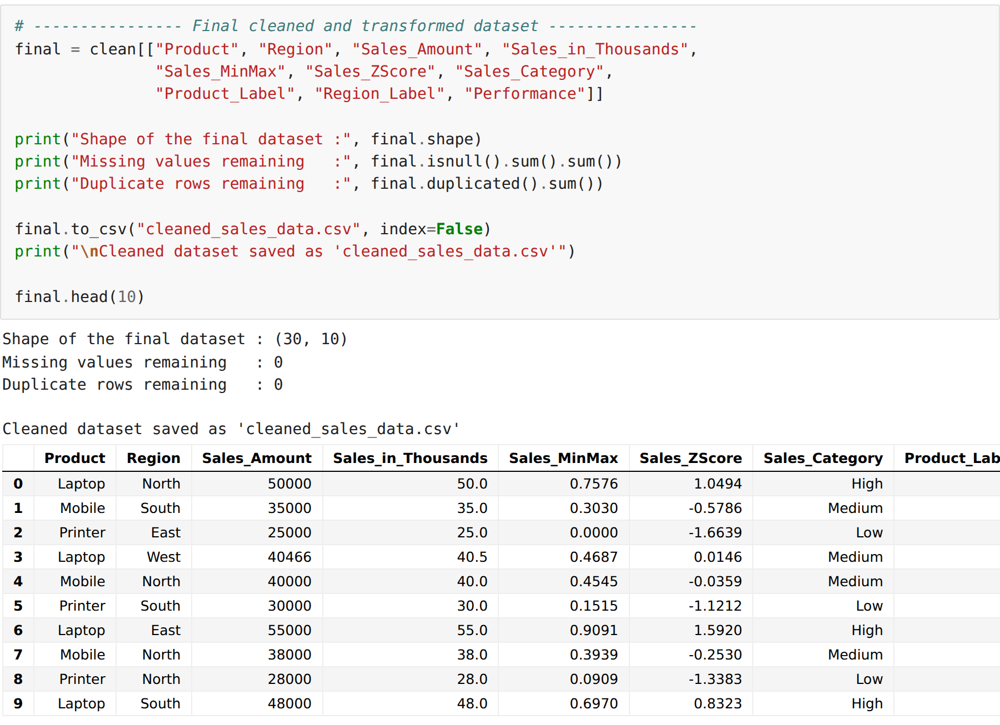 # ---------------- Final cleaned and transformed dataset ----------------
final = clean[["Product", "Region", "Sales_Amount", "Sales_in_Thousands",
               "Sales_MinMax", "Sales_ZScore", "Sales_Category",
               "Product_Label", "Region_Label", "Performance"]]
print("Shape of the final dataset :", final.shape)
print("Missing values remaining   :", final.isnull().sum().sum())
print("Duplicate rows remaining   :", final.duplicated().sum())
final.to_csv("cleaned_sales_data.csv", index=False)
print("\nCleaned dataset saved as 'cleaned_sales_data.csv'")
final.head(10)
Shape of the final dataset : (30, 10)
Missing values remaining   : 0
Duplicate rows remaining   : 0
Cleaned dataset saved as 'cleaned_sales_data.csv'
Product Region Sales_Amount Sales_in_Thousands Sales_MinMax Sales_ZScore Sales_Category Product_Lab
0 Laptop North 50000 50.0 0.7576 1.0494 High
1 Mobile South 35000 35.0 0.3030 -0.5786 Medium
2 Printer East 25000 25.0 0.0000 -1.6639 Low
3 Laptop West 40466 40.5 0.4687 0.0146 Medium
4 Mobile North 40000 40.0 0.4545 -0.0359 Medium
5 Printer South 30000 30.0 0.1515 -1.1212 Low
6 Laptop East 55000 55.0 0.9091 1.5920 High
7 Mobile North 38000 38.0 0.3939 -0.2530 Medium
8 Printer North 28000 28.0 0.0909 -1.3383 Low
9 Laptop South 48000 48.0 0.6970 0.8323 High